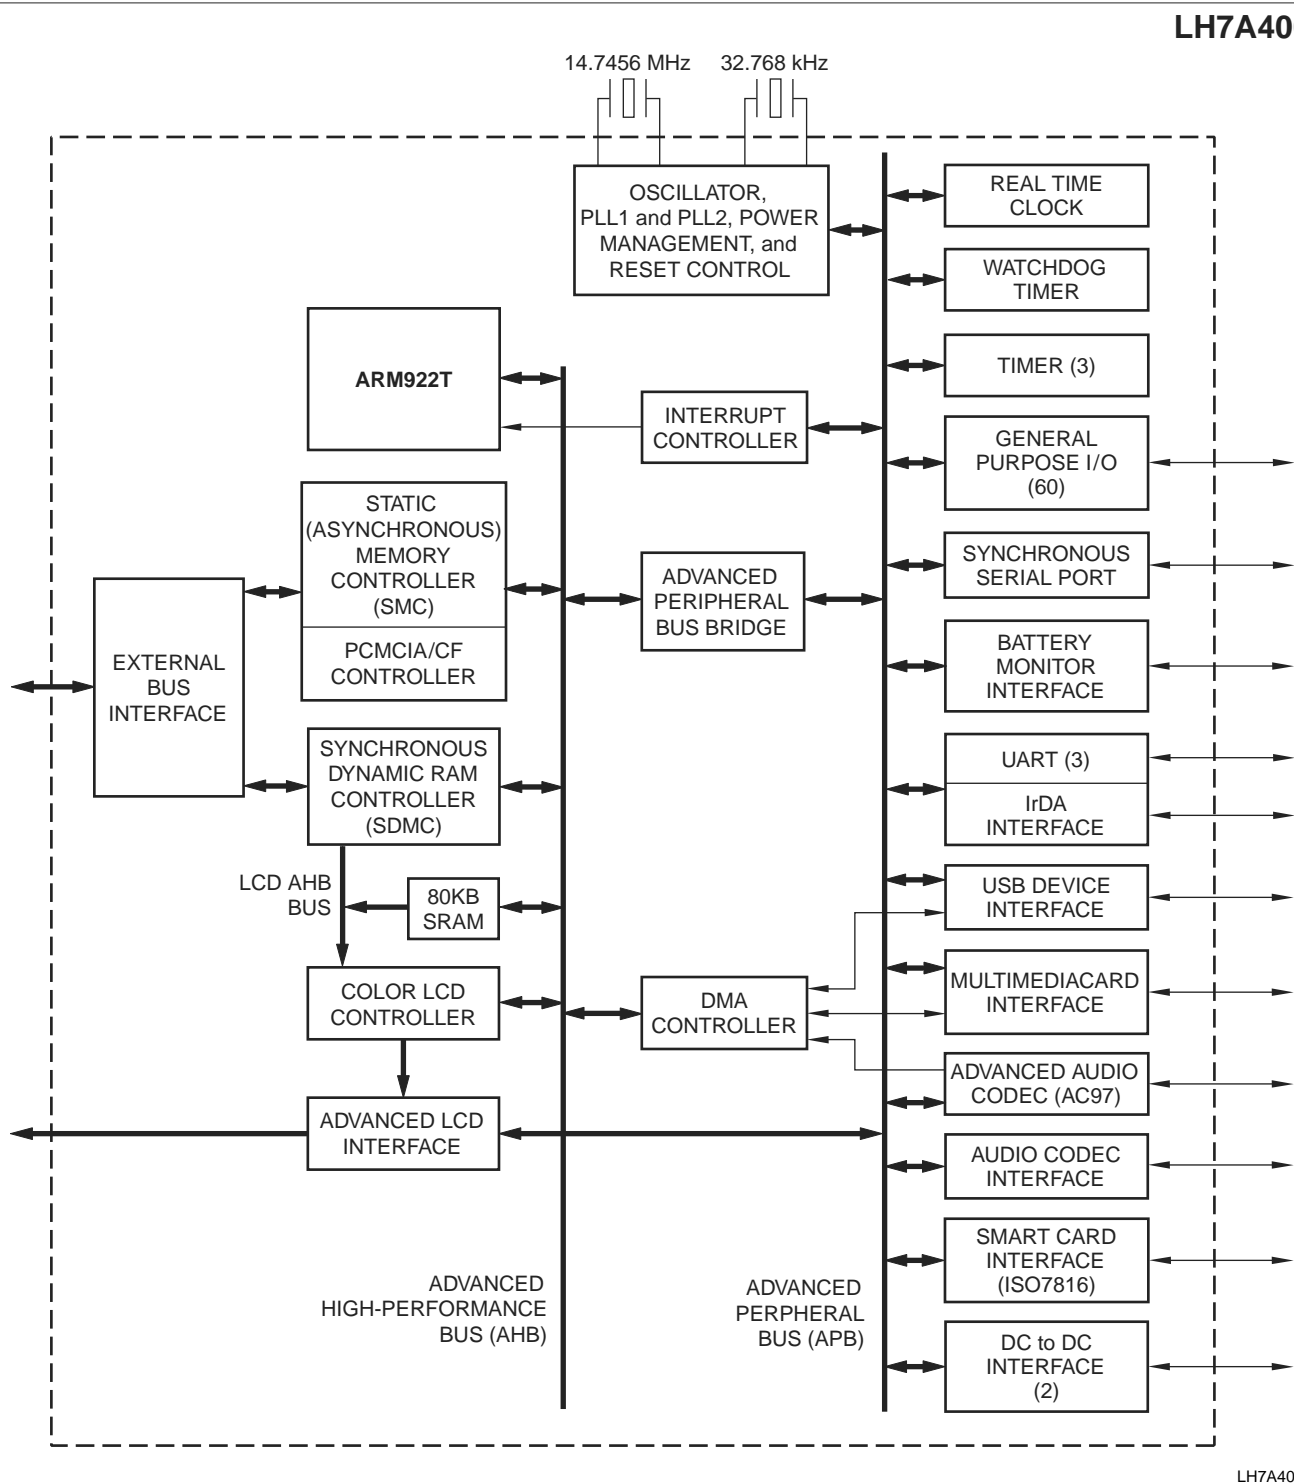 LH7A40
14.7456 MHz
32.768 kHz
OSCILLATOR,
PLL1 and PLL2, POWER
MANAGEMENT, and
RESET CONTROL
REAL TIME
CLOCK
WATCHDOG
TIMER
ARM922T
TIMER (3)
INTERRUPT
CONTROLLER
GENERAL
PURPOSE I/O
(60)
STATIC
(ASYNCHRONOUS)
MEMORY
CONTROLLER
(SMC)
PCMCIA/CF
CONTROLLER
ADVANCED
PERIPHERAL
BUS BRIDGE
SYNCHRONOUS
SERIAL PORT
EXTERNAL
BUS
INTERFACE
BATTERY
MONITOR
INTERFACE
SYNCHRONOUS
DYNAMIC RAM
CONTROLLER
(SDMC)
UART (3)
IrDA
INTERFACE
LCD AHB
BUS
80KB
SRAM
USB DEVICE
INTERFACE
COLOR LCD
CONTROLLER
DMA
CONTROLLER
MULTIMEDIACARD
INTERFACE
ADVANCED AUDIO
CODEC (AC97)
ADVANCED LCD
INTERFACE
AUDIO CODEC
INTERFACE
SMART CARD
INTERFACE
(ISO7816)
ADVANCED
HIGH-PERFORMANCE
BUS (AHB)
ADVANCED
PERPHERAL
BUS (APB)
DC to DC
INTERFACE
(2)
LH7A40